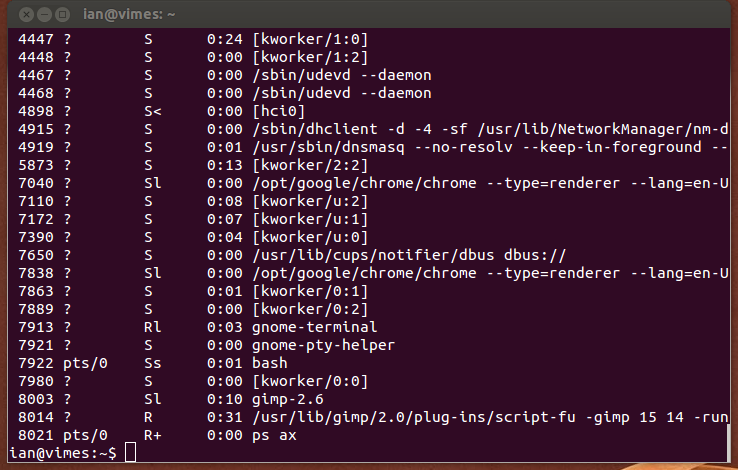 ian@vimes: ~
4447 ? S 0:24 [kworker/1:0]
4448 ? S 0:00 [kworker/1:2]
4467 ? S 0:00 /sbin/udevd --daemon
4468 ? S 0:00 /sbin/udevd --daemon
4898 ? S< 0:00 [hci0]
4915 ? S 0:00 /sbin/dhclient -d -4 -sf /usr/lib/NetworkManager/nm-d
4919 ? S 0:01 /usr/sbin/dnsmasq --no-resolv --keep-in-foreground --
5873 ? S 0:13 [kworker/2:2]
7040 ? Sl 0:00 /opt/google/chrome/chrome --type=renderer --lang=en-U
7110 ? S 0:08 [kworker/u:2]
7172 ? S 0:07 [kworker/u:1]
7390 ? S 0:04 [kworker/u:0]
7650 ? S 0:00 /usr/lib/cups/notifier/dbus dbus://
7838 ? Sl 0:00 /opt/google/chrome/chrome --type=renderer --lang=en-U
7863 ? S 0:01 [kworker/0:1]
7889 ? S 0:00 [kworker/0:2]
7913 ? Rl 0:03 gnome-terminal
7921 ? S 0:00 gnome-pty-helper
7922 pts/0 Ss 0:01 bash
7980 ? S 0:00 [kworker/0:0]
8003 ? Sl 0:10 gimp-2.6
8014 ? R 0:31 /usr/lib/gimp/2.0/plug-ins/script-fu -gimp 15 14 -run
8021 pts/0 R+ 0:00 ps ax
ian@vimes:~$